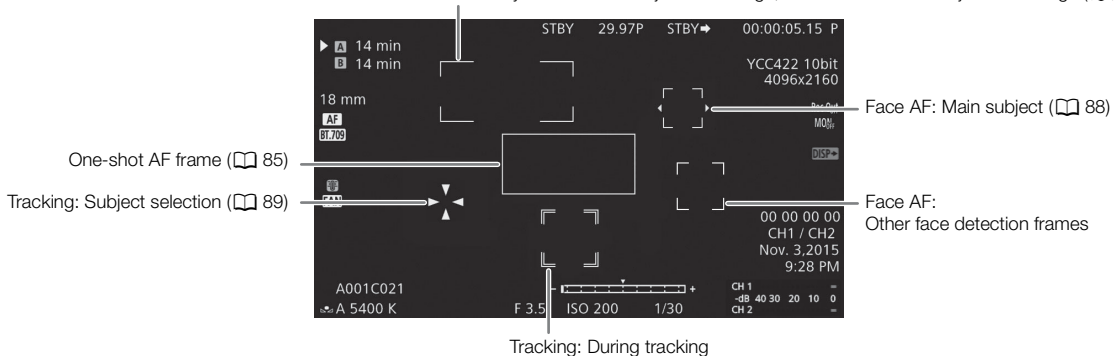 STBY 29.97P STBY➡ 00:00:05.15 P
A 14 min
B 14 min
YCC422 10bit
4096x2160
18 mm
AF
BT.709
Face AF: Main subject (88)
MON OFF
DISP➡
One-shot AF frame (85)
Tracking: Subject selection (89)
Face AF:
Other face detection frames
00 00 00 00
CH1 / CH2
Nov. 3,2015
9:28 PM
A001C021
- +
CH 1 ∞
-dB 40 30 20 10 0
CH 2 ∞
A 5400 K F 3.5 ISO 200 1/30
Tracking: During tracking